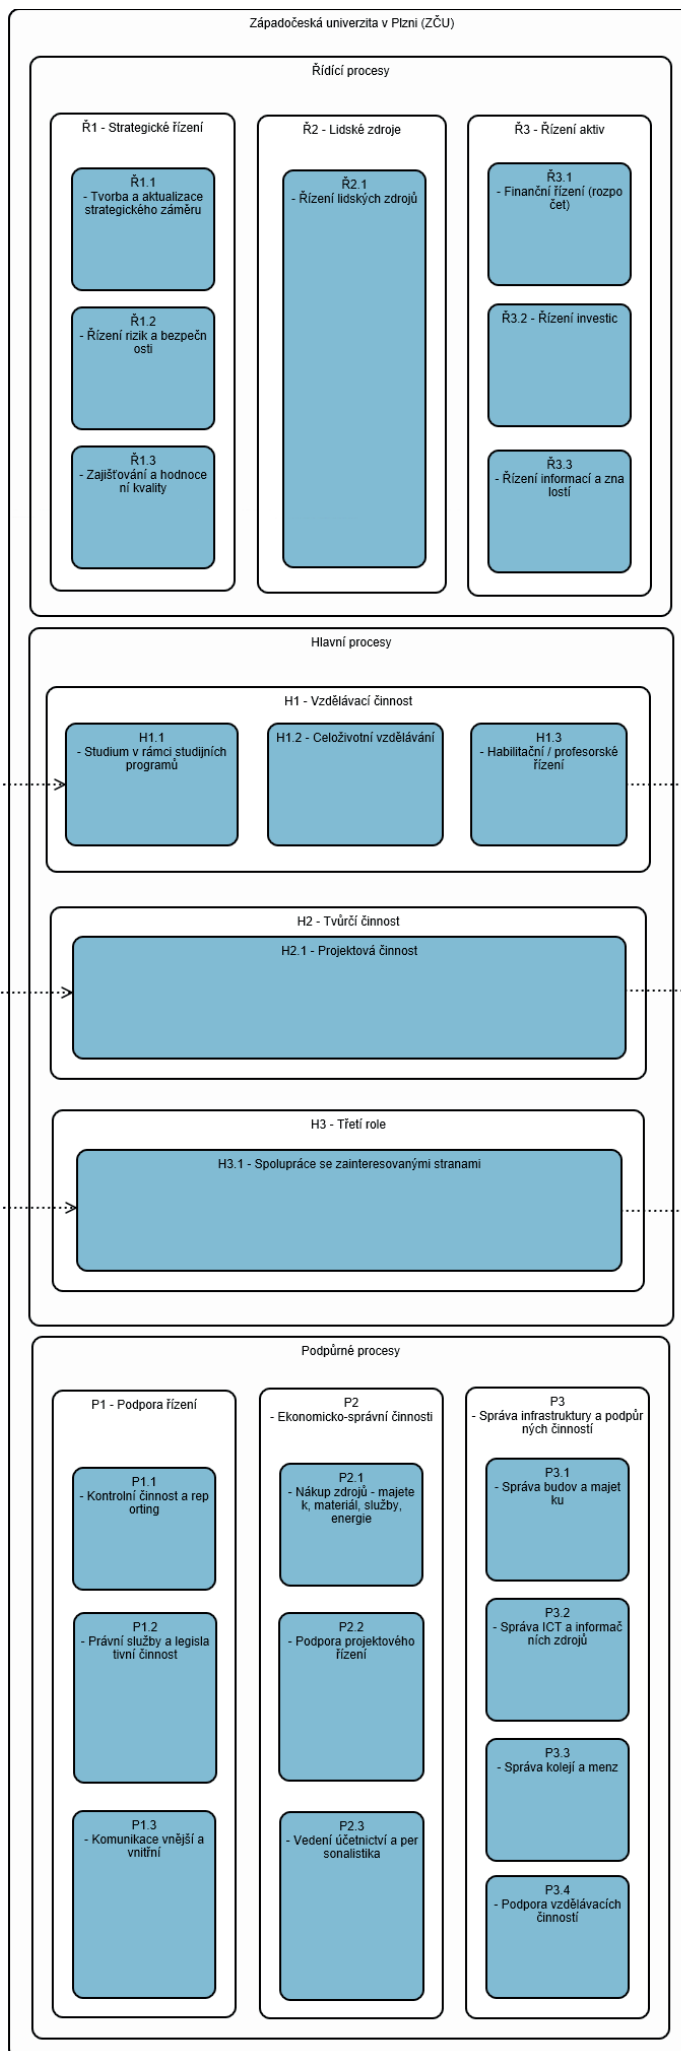 Západočeská univerzita v Plzni (ZČU)
Řídící procesy
Ř1 - Strategické řízení
Ř1.1
- Tvorba a aktualizace
strategického záměru
Ř1.2
- Řízení rizik a bezpečn
osti
Ř1.3
- Zajišťování a hodnoce
ní kvality
Ř2 - Lidské zdroje
Ř2.1
- Řízení lidských zdrojů
Ř3 - Řízení aktiv
Ř3.1
- Finanční řízení (rozpo
čet)
Ř3.2 - Řízení investic
Ř3.3
- Řízení informací a zna
lostí
Hlavní procesy
H1 - Vzdělávací činnost
H1.1
- Studium v rámci studijních
programů
H1.2 - Celoživotní vzdělávání
H1.3
- Habilitační / profesorské
řízení
H2 - Tvůrčí činnost
H2.1 - Projektová činnost
H3 - Třetí role
H3.1 - Spolupráce se zainteresovanými stranami
Podpůrné procesy
P1 - Podpora řízení
P1.1
- Kontrolní činnost a rep
orting
P1.2
- Právní služby a legisla
tivní činnost
P1.3
- Komunikace vnější a
vnitřní
P2
- Ekonomicko-správní činnosti
P2.1
- Nákup zdrojů - majete
k, materiál, služby,
energie
P2.2
- Podpora projektového
řízení
P2.3
- Vedení účetnictví a per
sonalistika
P3
- Správa infrastruktury a podpůr
ných činností
P3.1
- Správa budov a majet
ku
P3.2
- Správa ICT a informač
ních zdrojů
P3.3
- Správa kolejí a menz
P3.4
- Podpora vzdělávacích
činností